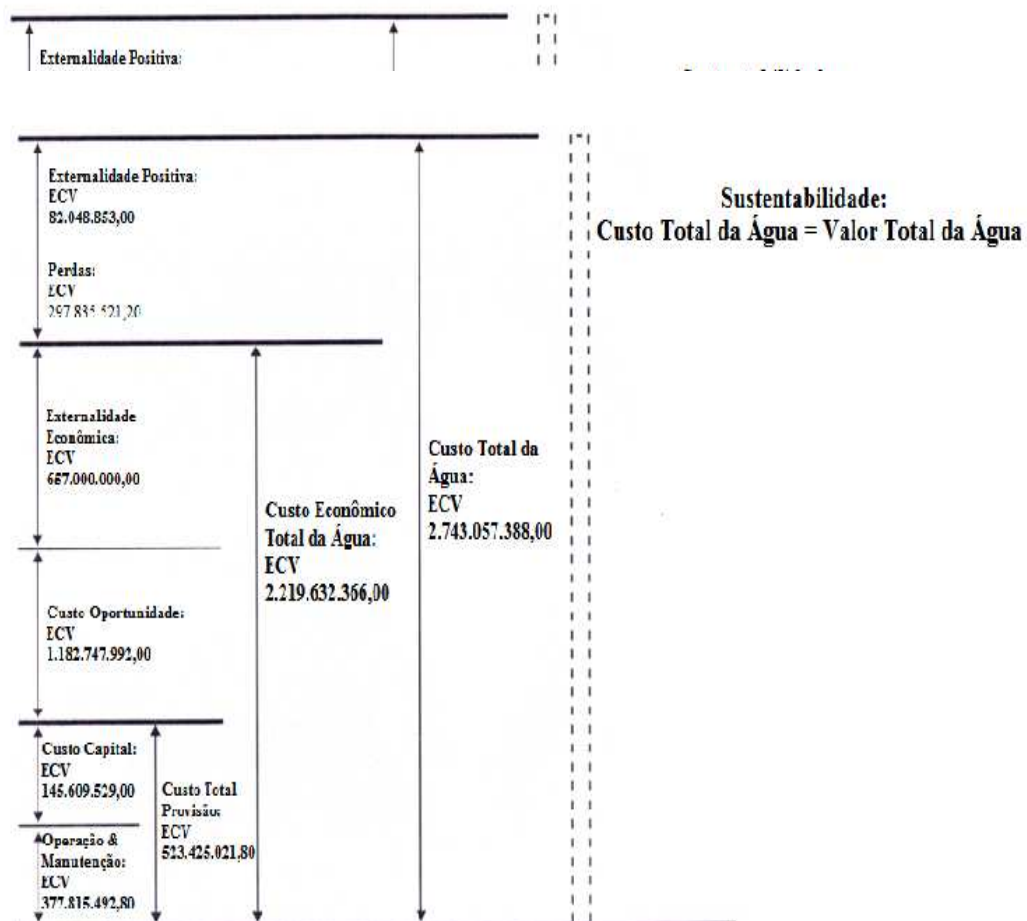 Externalidade Positiva:
Externalidade Positiva:
ECV
82.048.853,00
Perdas:
ECV
297.835.521,20
Sustentabilidade:
Custo Total da Água = Valor Total da Água
Externalidade
Econômica:
ECV
657.000.000,00
Custo Total da
Água:
ECV
2.743.057.388,00
Custo Econômico
Total da Água:
ECV
2.219.632.366,00
Custo Oportunidade:
ECV
1.182.747.992,00
Custo Capital:
ECV
145.609.529,00
Custo Total
Provisão:
ECV
523.425.021,80
Operação &
Manutenção:
ECV
377.815.492,80